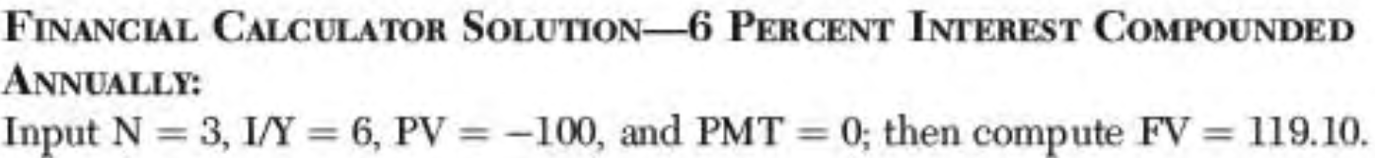 FINANCIAL CALCULATOR SOLUTION—6 PERCENT INTEREST COMPOUNDED
ANNUALLY:
Input N = 3, I/Y = 6, PV = −100, and PMT = 0; then compute FV = 119.10.